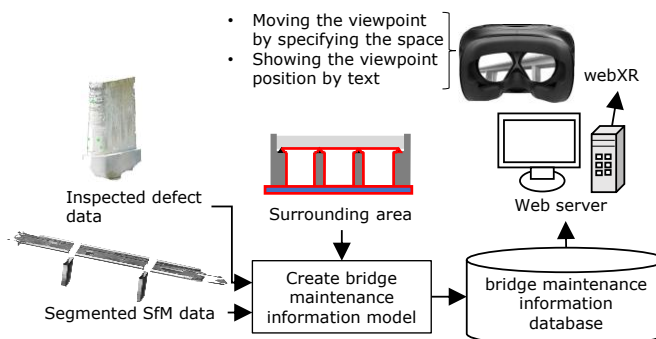 • Moving the viewpoint
by specifying the space
• Showing the viewpoint
position by text
webXR
Inspected defect
data
Surrounding area
Web server
Segmented SfM data
Create bridge
maintenance
information model
bridge maintenance
information
database